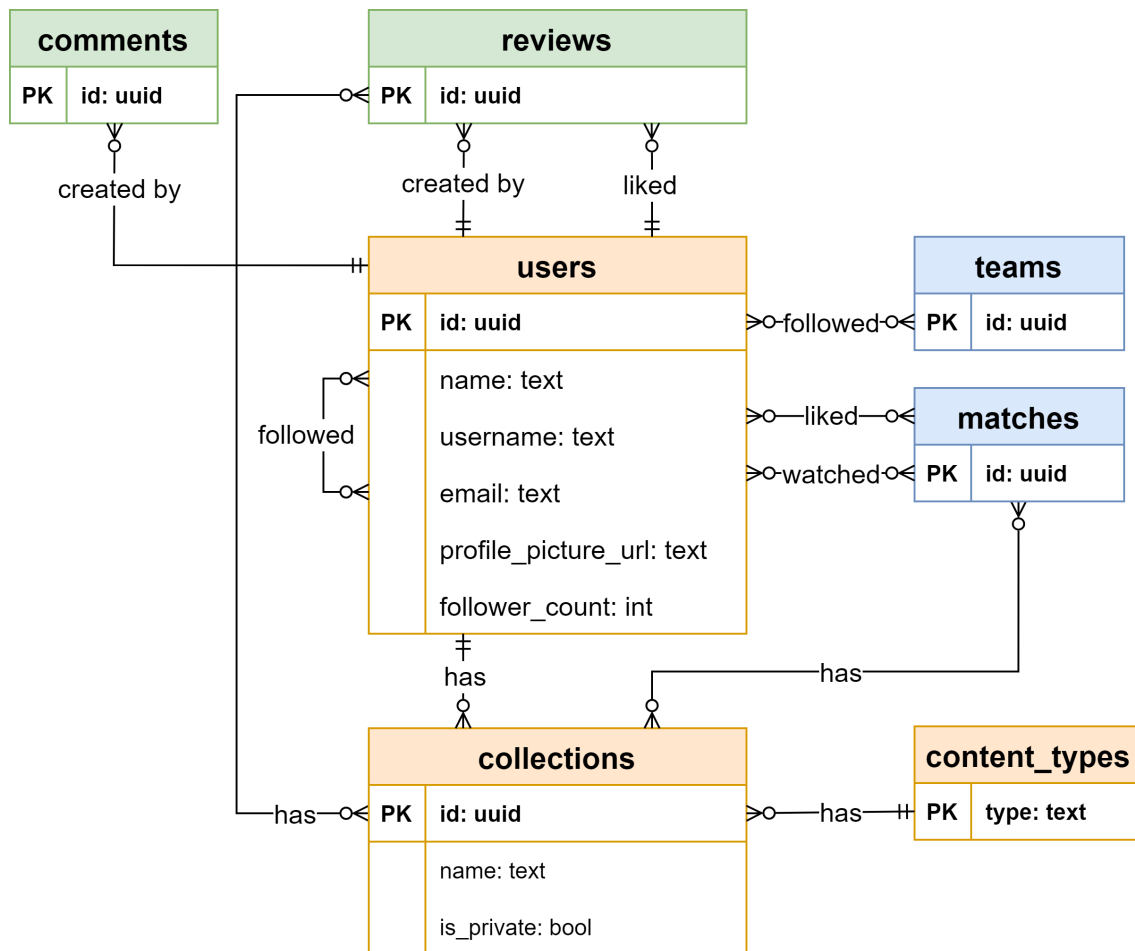 comments
PK id: uuid
reviews
PK id: uuid
created by
created by
liked
users
PK id: uuid
name: text
username: text
email: text
profile_picture_url: text
follower_count: int
followed
followed
teams
PK id: uuid
liked
watched
matches
PK id: uuid
has
has
collections
PK id: uuid
name: text
is_private: bool
has
has
content_types
PK type: text